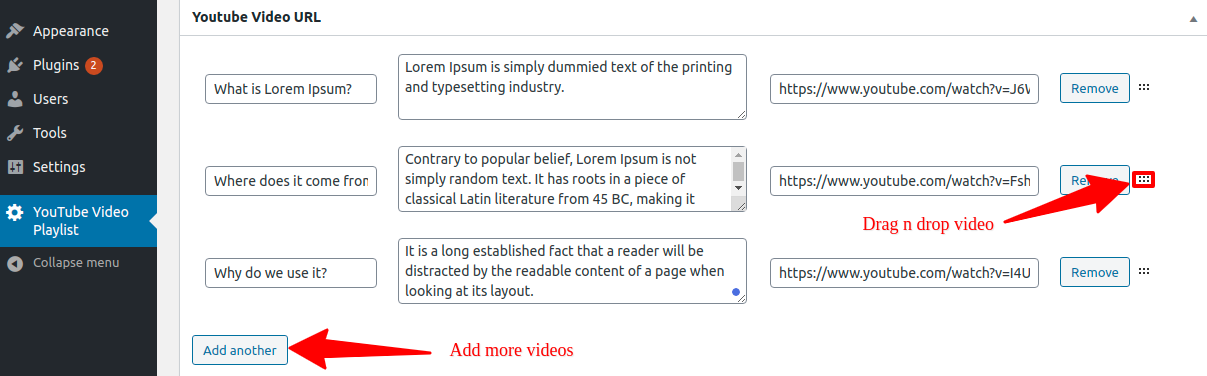 Appearance
Plugins 2
Users
Tools
Settings
YouTube Video
Playlist
Collapse menu
Youtube Video URL
What is Lorem Ipsum?
Lorem Ipsum is simply dummied text of the printing
and typesetting industry.
https://www.youtube.com/watch?v=J6
Remove
Where does it come from
Contrary to popular belief, Lorem Ipsum is not
simply random text. It has roots in a piece of
classical Latin literature from 45 BC, making it
https://www.youtube.com/watch?v=Fsh
Drag n drop video
Why do we use it?
It is a long established fact that a reader will be
distracted by the readable content of a page when
looking at its layout.
https://www.youtube.com/watch?v=I4U
Remove
Add another
Add more videos